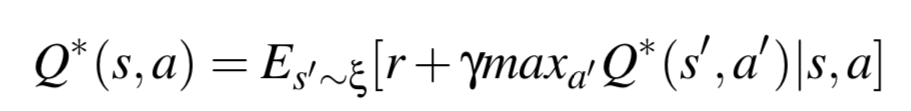 Q*(s,a) = E_{s'∼ξ}[r + γmax_{a'}Q*(s',a')|s,a]